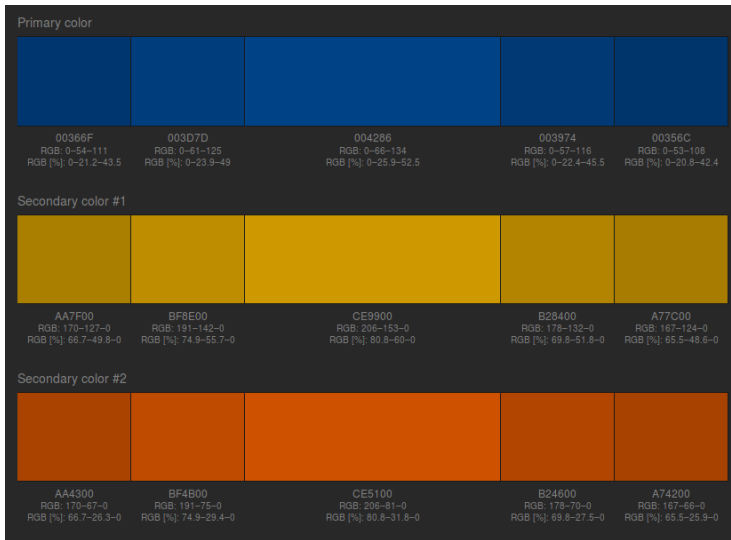 Primary color
00366F
RGB: 0–54–111
RGB [%]: 0–21.2–43.5
003D7D
RGB: 0–61–125
RGB [%]: 0–23.9–49
004286
RGB: 0–66–134
RGB [%]: 0–25.9–52.5
003974
RGB: 0–57–116
RGB [%]: 0–22.4–45.5
00356C
RGB: 0–53–108
RGB [%]: 0–20.8–42.4
Secondary color #1
AA7F00
RGB: 170–127–0
RGB [%]: 66.7–49.8–0
BF8E00
RGB: 191–142–0
RGB [%]: 74.9–55.7–0
CE9900
RGB: 206–153–0
RGB [%]: 80.8–60–0
B28400
RGB: 178–132–0
RGB [%]: 69.8–51.8–0
A77C00
RGB: 167–124–0
RGB [%]: 65.5–48.6–0
Secondary color #2
AA4300
RGB: 170–67–0
RGB [%]: 66.7–26.3–0
BF4B00
RGB: 191–75–0
RGB [%]: 74.9–29.4–0
CE5100
RGB: 206–81–0
RGB [%]: 80.8–31.8–0
B24600
RGB: 178–70–0
RGB [%]: 69.8–27.5–0
A74200
RGB: 167–66–0
RGB [%]: 65.5–25.9–0